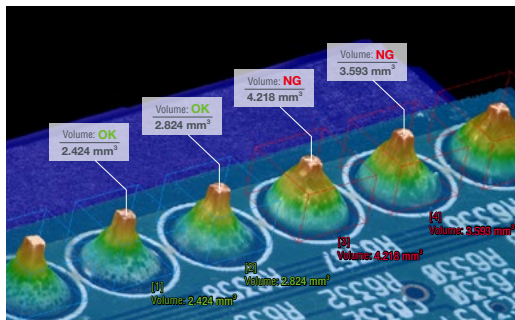 Volume: NG
3.593 mm³
Volume: NG
4.218 mm³
Volume: OK
2.824 mm³
Volume: OK
2.424 mm³
[4]
Volume: 3.593 mm³
[3]
Volume: 4.218 mm³
[2]
Volume: 2.824 mm³
[1]
Volume: 2.424 mm³